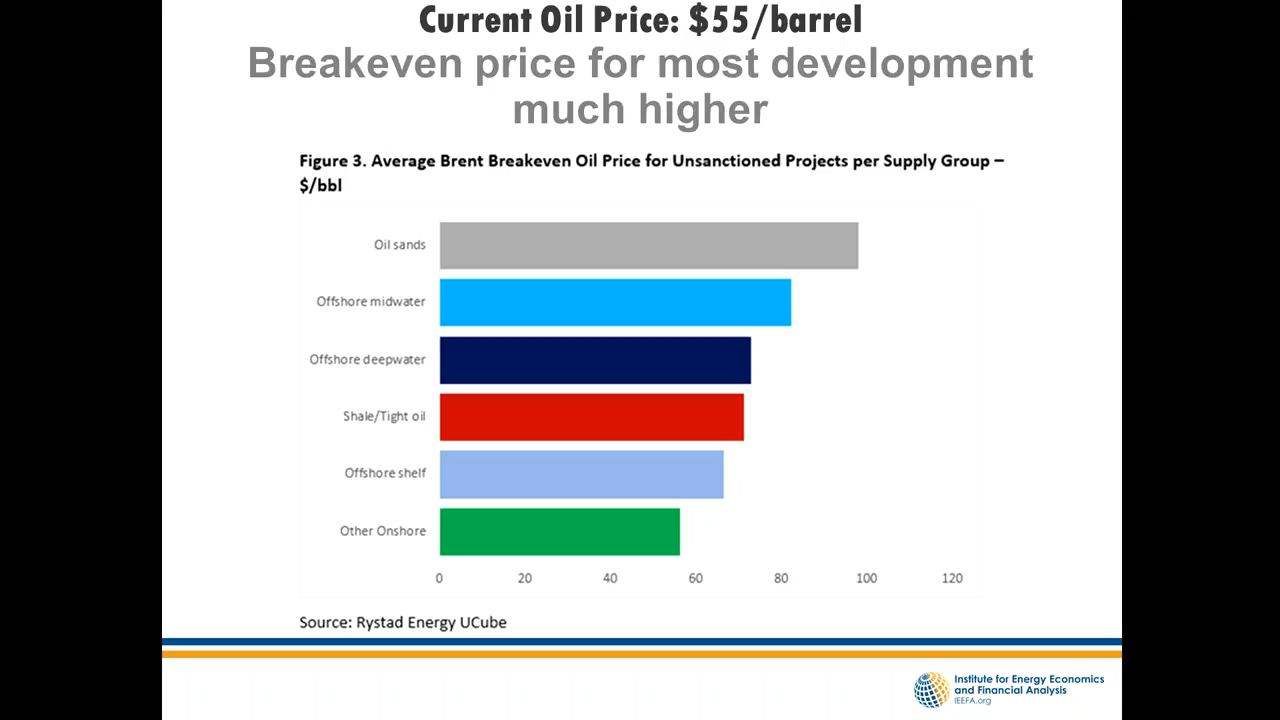 Current Oil Price: $55/barrel
Breakeven price for most development
much higher
Figure 3. Average Brent Breakeven Oil Price for Unsanctioned Projects per Supply Group –
$/bbl
Oil sands
Offshore midwater
Offshore deepwater
Shale/Tight oil
Offshore shelf
Other Onshore
0 20 40 60 80 100 120
Source: Rystad Energy UCube
Institute for Energy Economics
and Financial Analysis
IEEFA.org